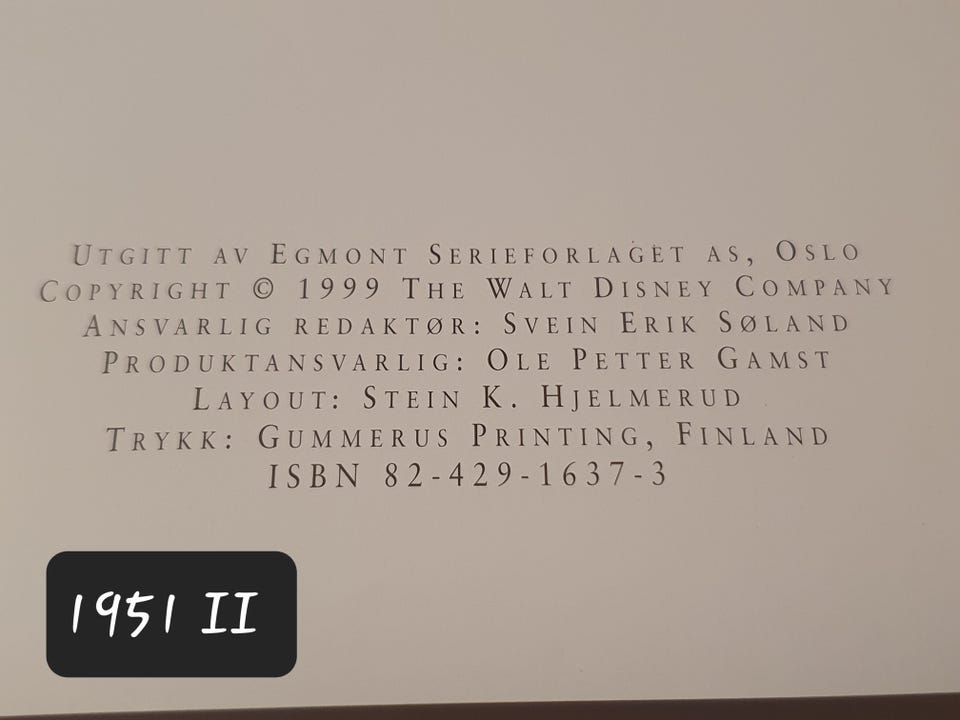 Utgitt av Egmont Serieforlaget as, Oslo
Copyright © 1999 The Walt Disney Company
Ansvarlig redaktør: Svein Erik Søland
Produktansvarlig: Ole Petter Gamst
Layout: Stein K. Hjelmerud
Trykk: Gummerus Printing, Finland
ISBN 82-429-1637-3
1951 II